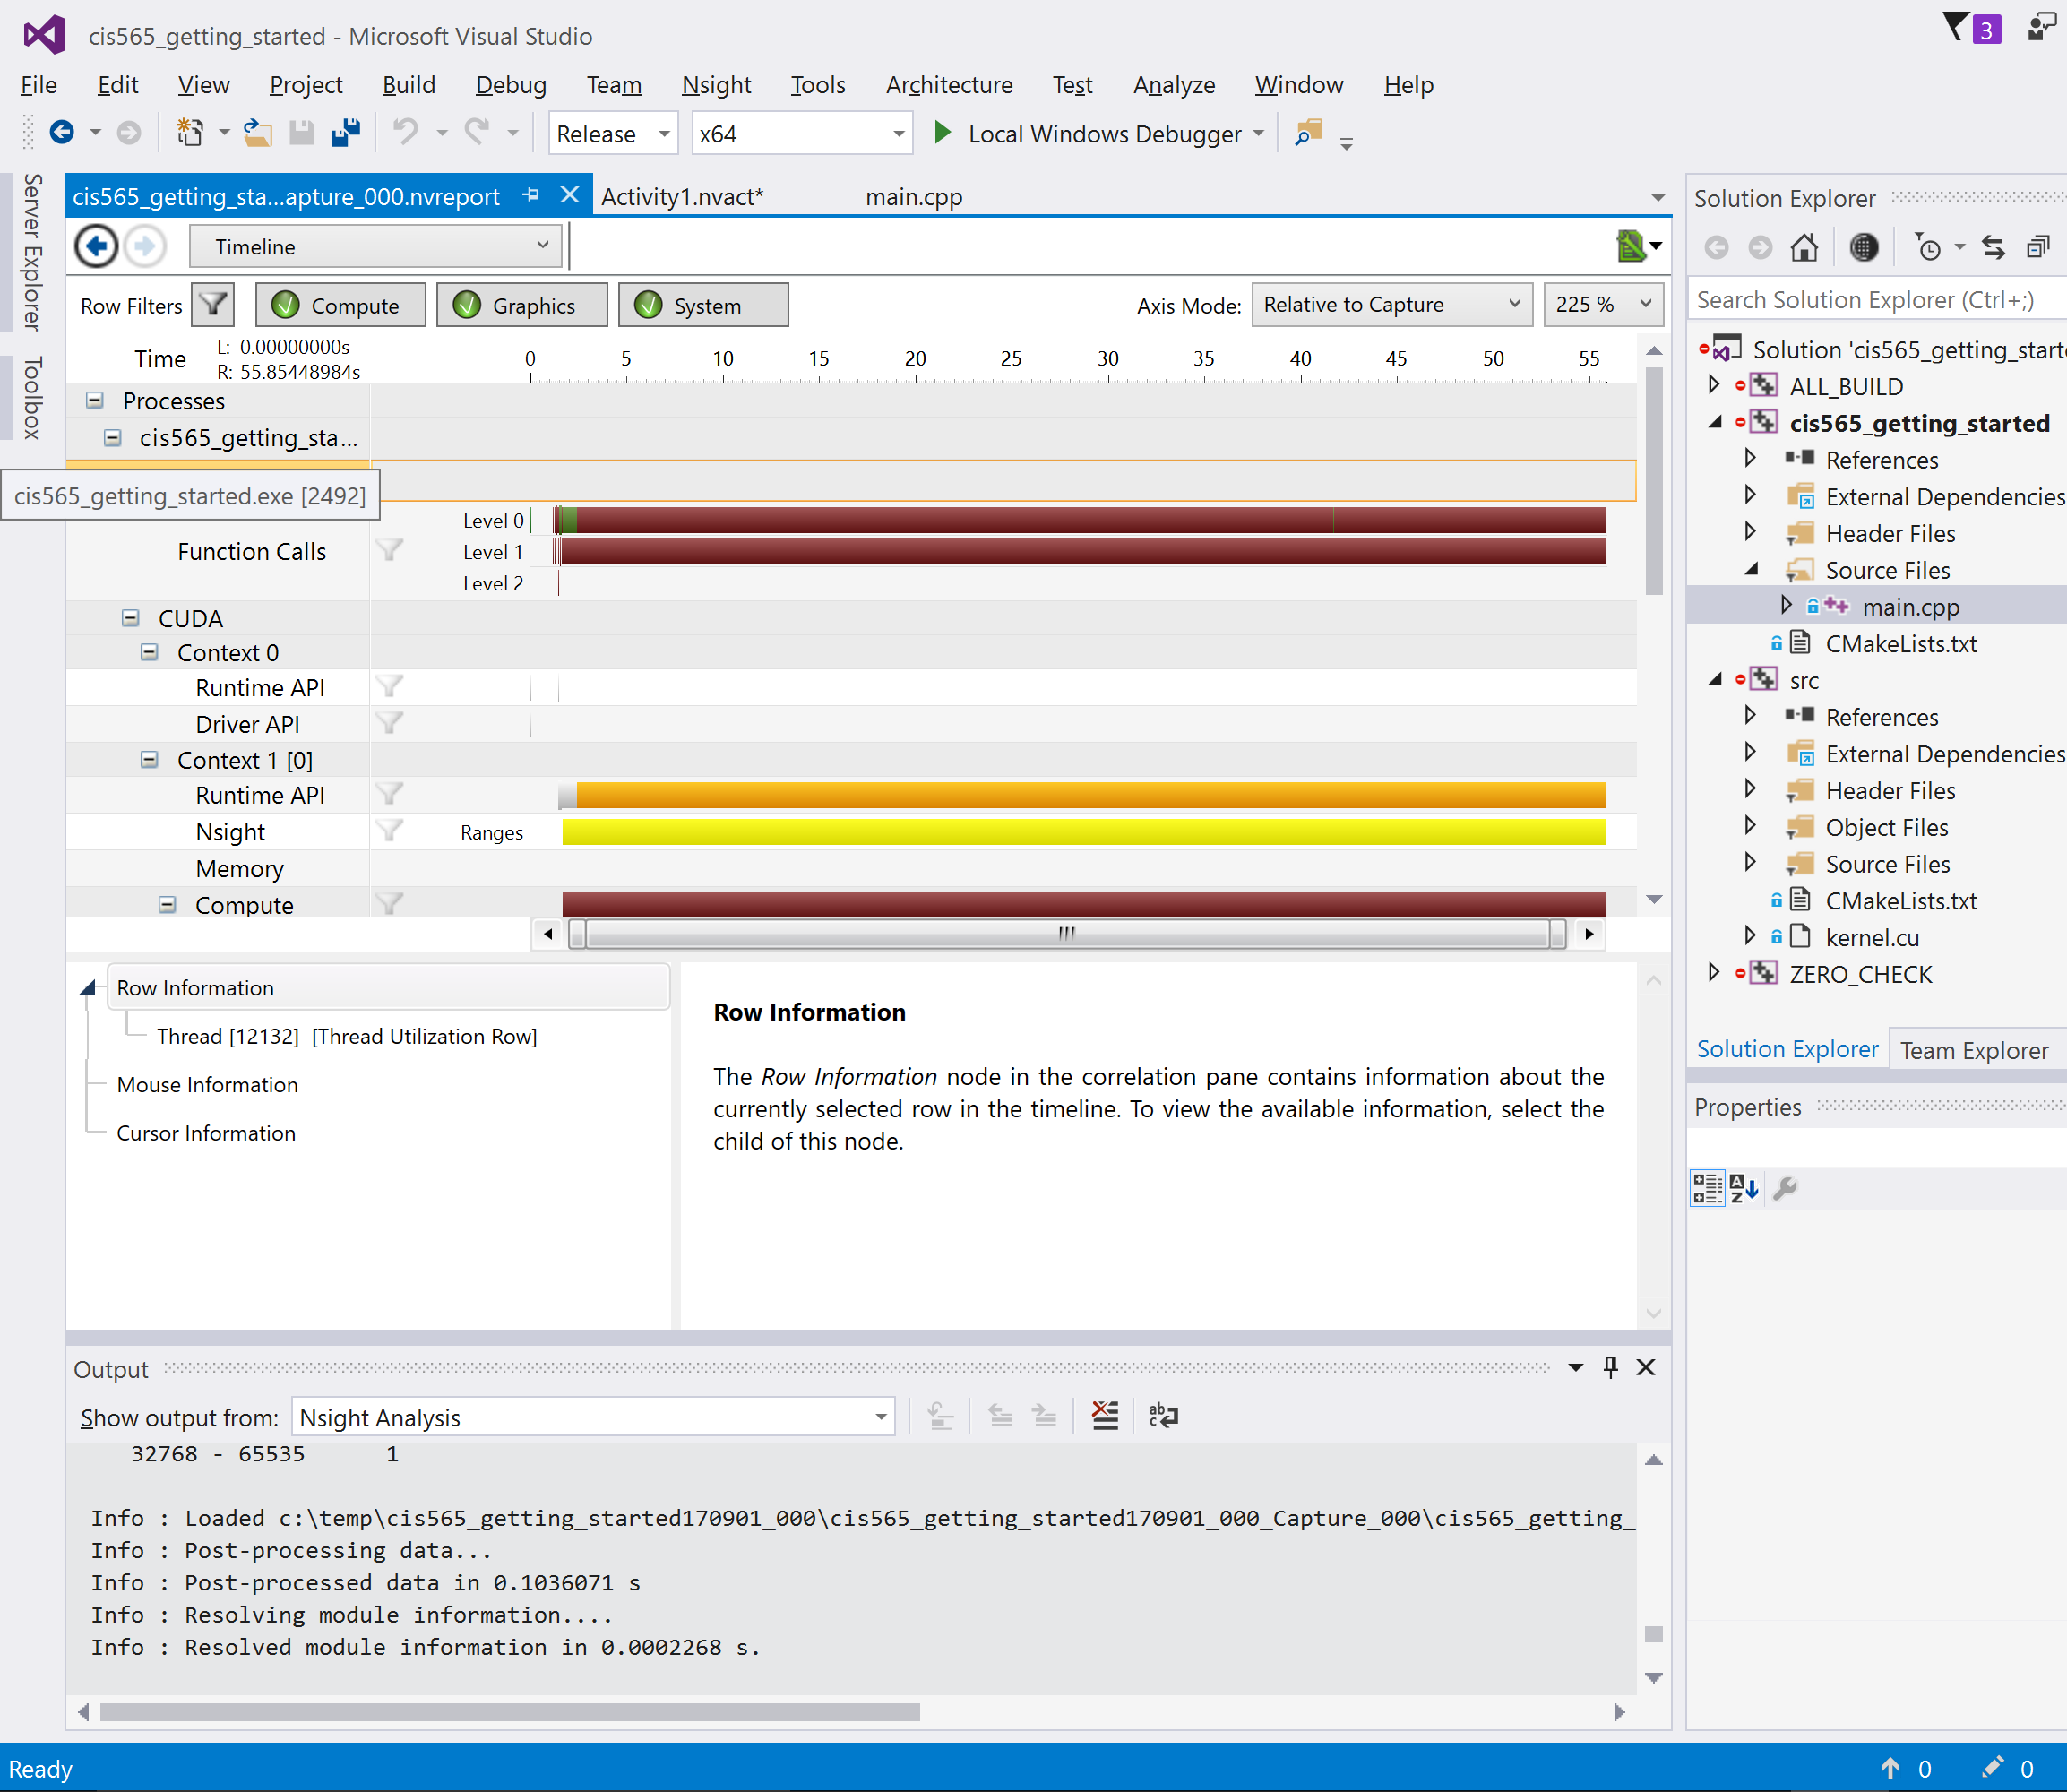 cis565_getting_started - Microsoft Visual Studio
3
File Edit View Project Build Debug Team Nsight Tools Architecture Test Analyze Window Help
Release x64 Local Windows Debugger
Server Explorer
Toolbox
cis565_getting_sta...apture_000.nvreport Activity1.nvact* main.cpp
Timeline
Row Filters Compute Graphics System Axis Mode: Relative to Capture 225 %
Time L: 0.00000000s
R: 55.85448984s
0 5 10 15 20 25 30 35 40 45 50 55
Processes
cis565_getting_sta...
cis565_getting_started.exe [2492]
Level 0
Function Calls Level 1
Level 2
CUDA
Context 0
Runtime API
Driver API
Context 1 [0]
Runtime API
Nsight Ranges
Memory
Compute
Row Information
Thread [12132] [Thread Utilization Row]
Mouse Information
Cursor Information
Row Information
The Row Information node in the correlation pane contains information about the
currently selected row in the timeline. To view the available information, select the
child of this node.
Output
Show output from: Nsight Analysis
32768 - 65535 1
Info : Loaded c:\temp\cis565_getting_started170901_000\cis565_getting_started170901_000_Capture_000\cis565_getting_
Info : Post-processing data...
Info : Post-processed data in 0.1036071 s
Info : Resolving module information....
Info : Resolved module information in 0.0002268 s.
Solution Explorer
Search Solution Explorer (Ctrl+;)
Solution 'cis565_getting_starte
ALL_BUILD
cis565_getting_started
References
External Dependencies
Header Files
Source Files
main.cpp
CMakeLists.txt
src
References
External Dependencies
Header Files
Object Files
Source Files
CMakeLists.txt
kernel.cu
ZERO_CHECK
Solution Explorer Team Explorer
Properties
Ready 0 0